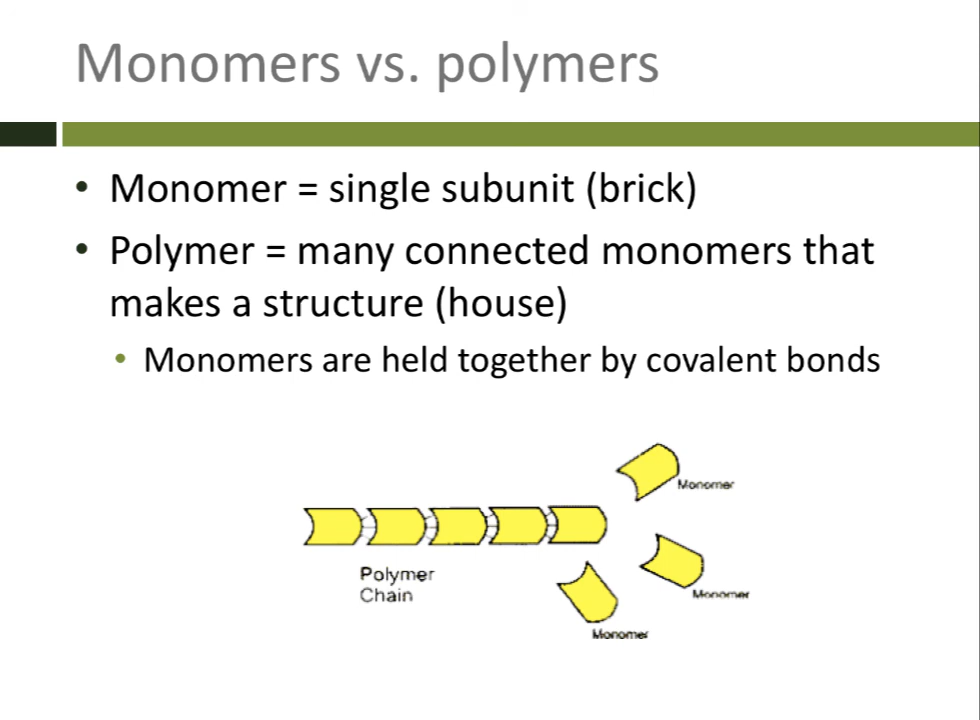 Monomers vs. polymers
• Monomer = single subunit (brick)
• Polymer = many connected monomers that
makes a structure (house)
• Monomers are held together by covalent bonds
Monomer
Polymer
Chain
Monomer
Monomer